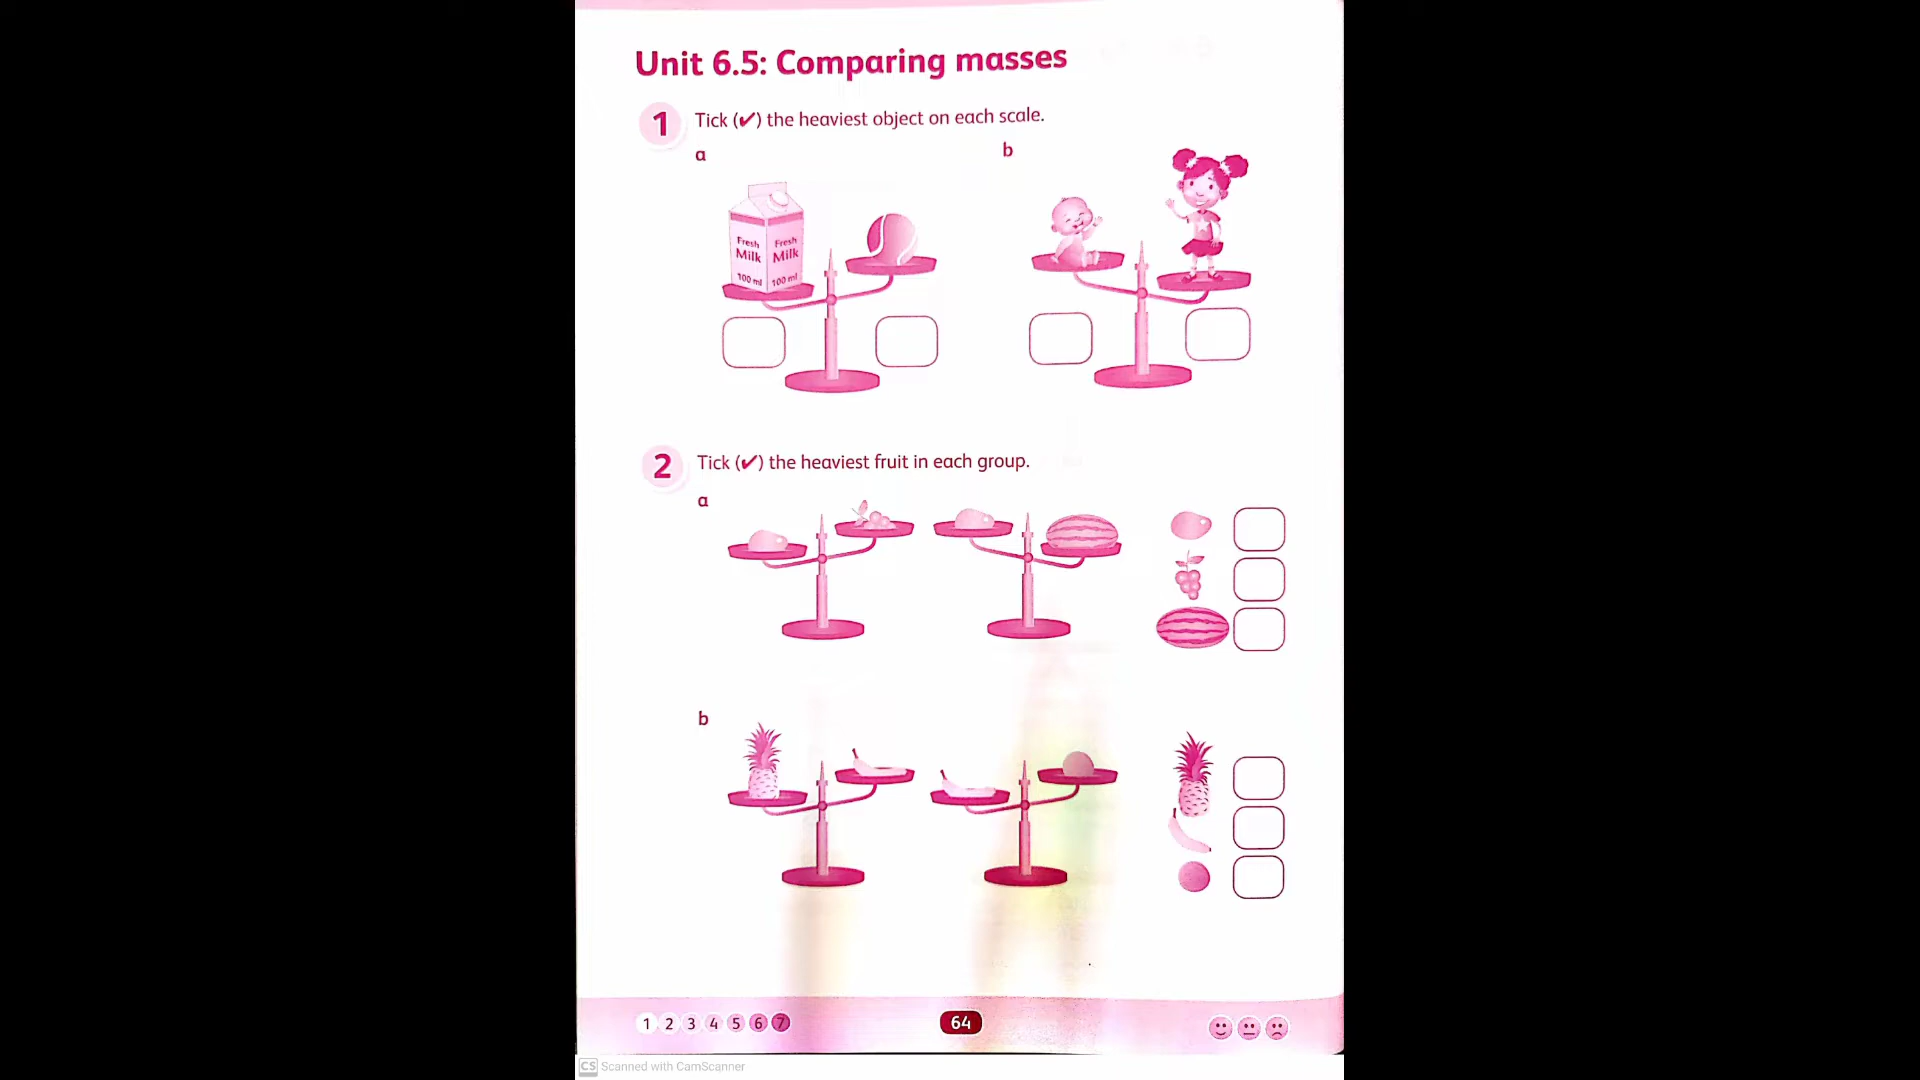 Unit 6.5: Comparing masses
1 Tick (✔) the heaviest object on each scale.
a
b
Fresh Milk 100 ml
Fresh Milk 100 ml
2 Tick (✔) the heaviest fruit in each group.
a
b
1 2 3 4 5 6 7
64
CS Scanned with CamScanner